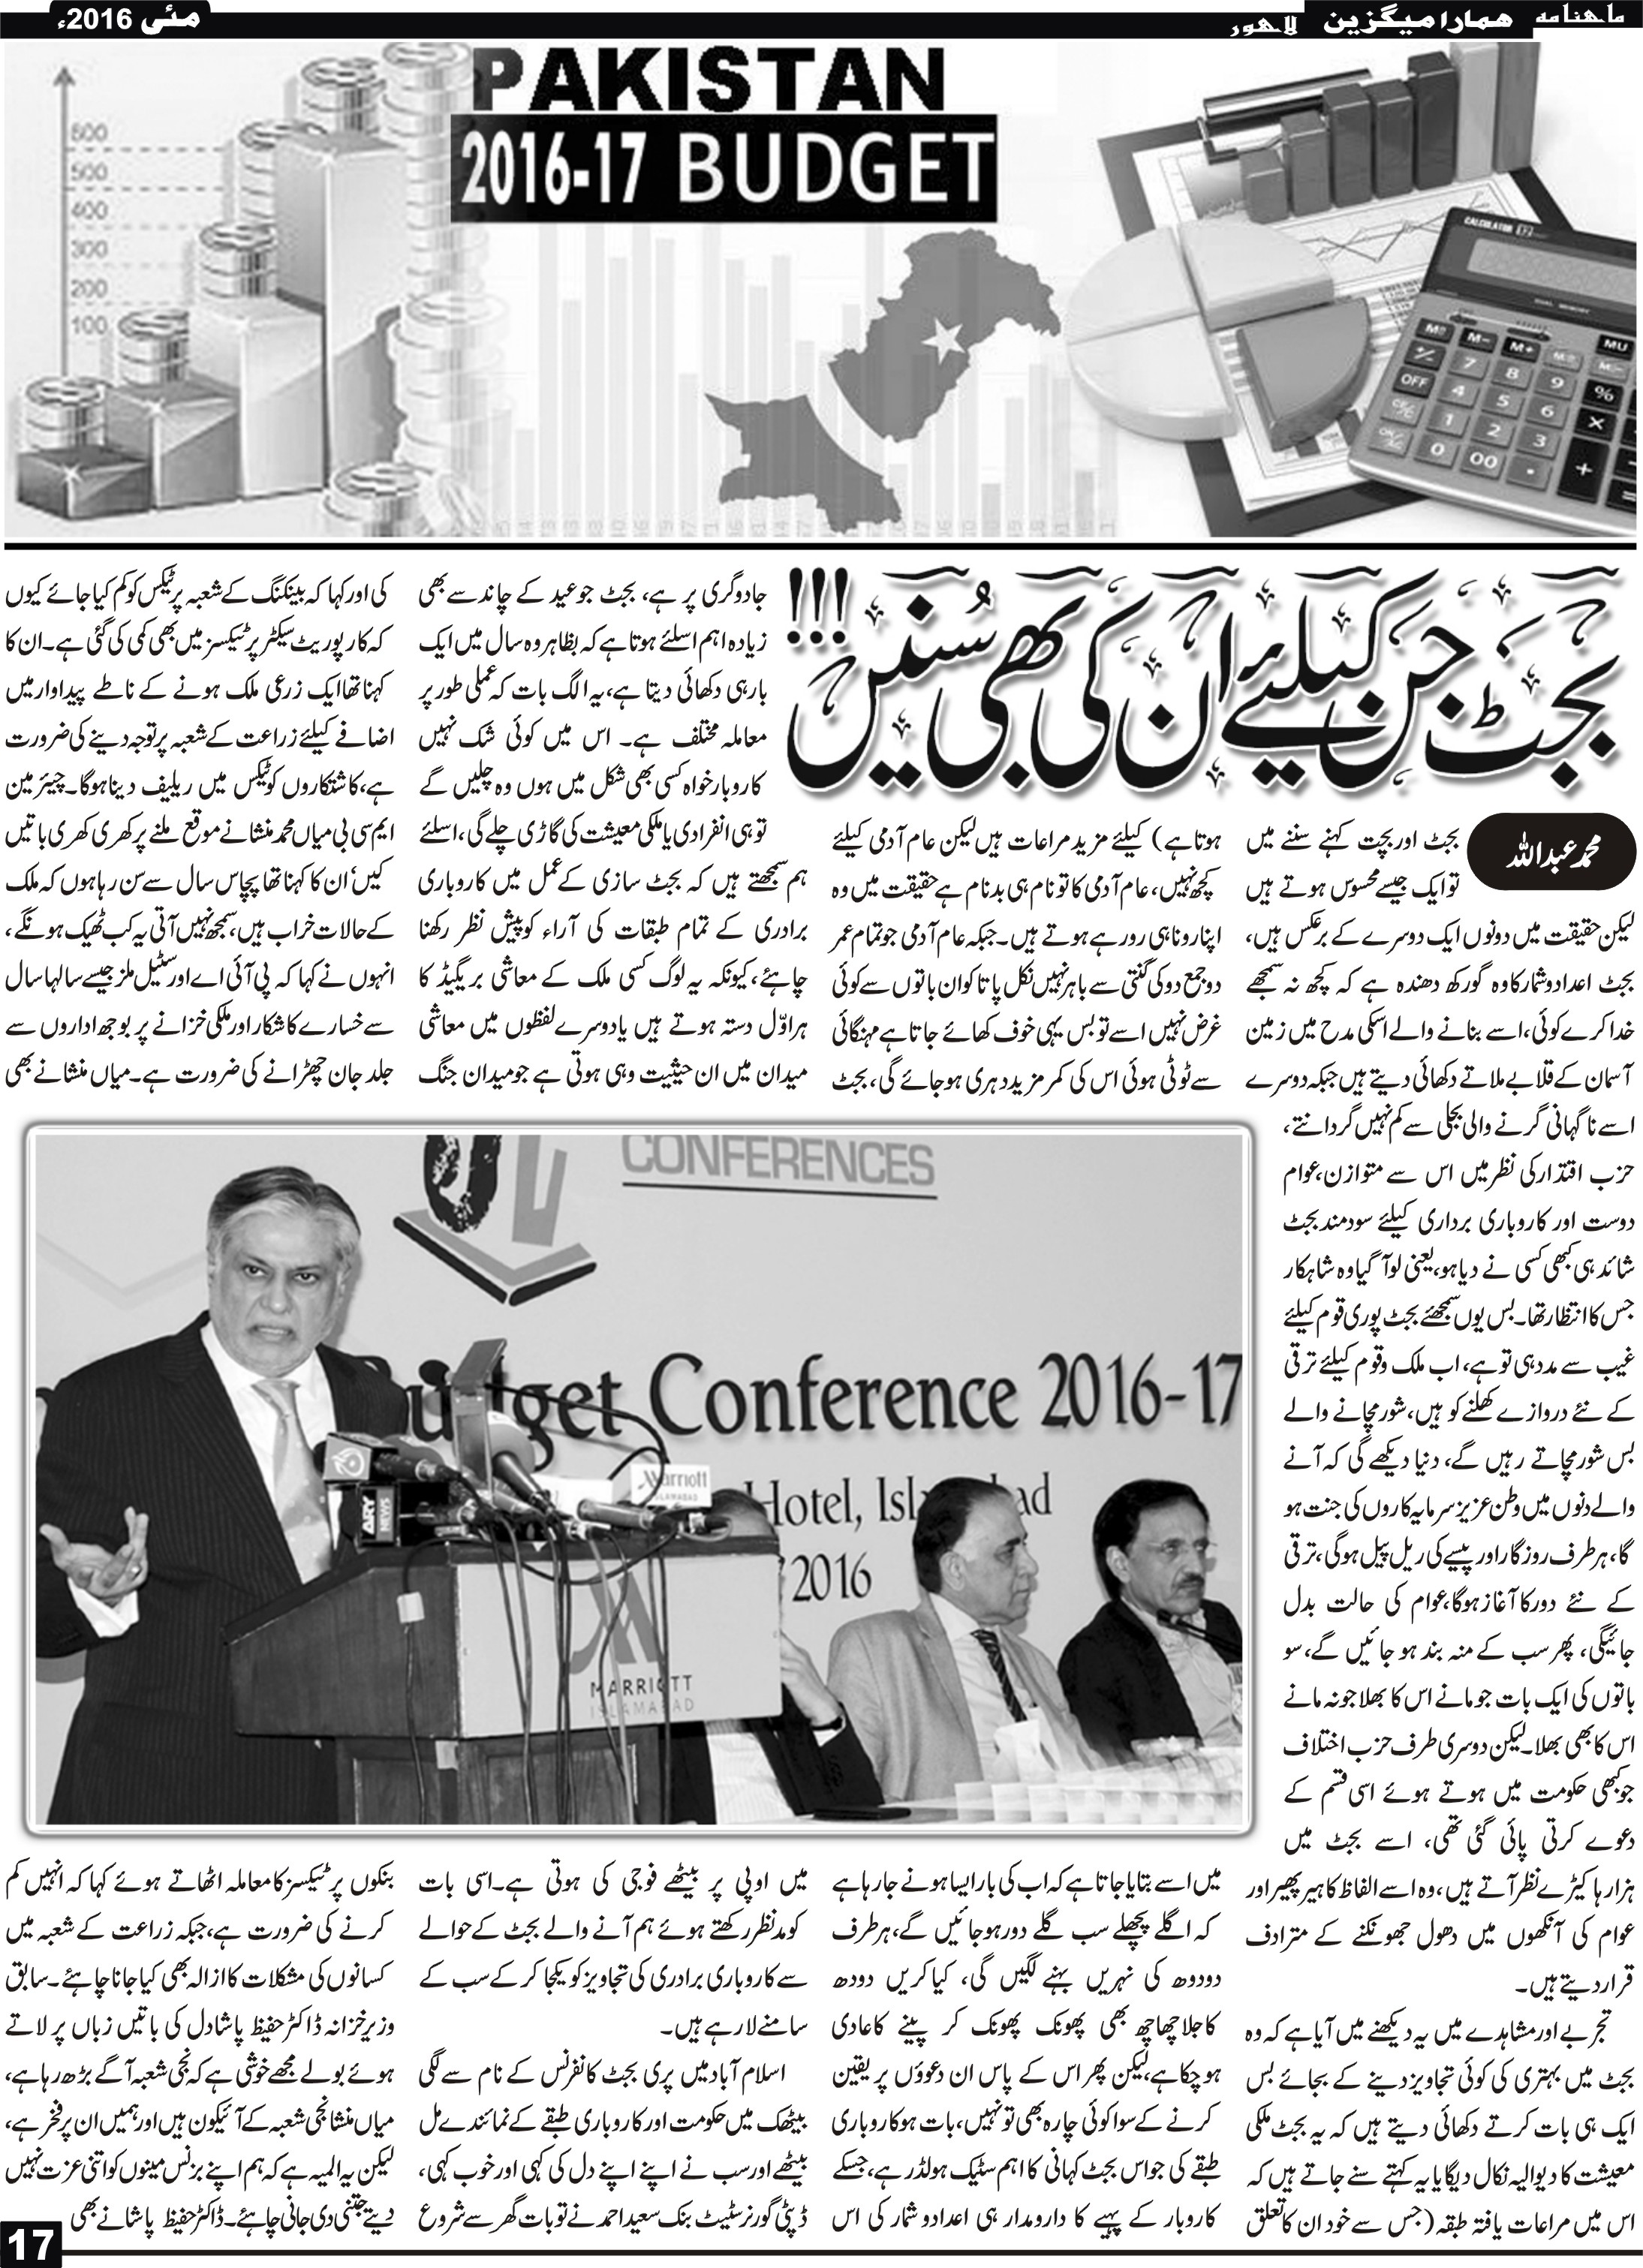 ماھنامہ ھمارا میگزین لاہور
مئی 2016ء
PAKISTAN
2016-17 BUDGET
600
500
400
300
200
100
بجٹ جن کیلئے ان کی بھی سُنیں!!!
محمد عبداللہ
بجٹ اور بچت کہنے سننے میں
تو ایک جیسے محسوس ہوتے ہیں
لیکن حقیقت میں دونوں ایک دوسرے کے برعکس ہیں،
بجٹ اعدادوشمار کا وہ گورکھ دھندہ ہے کہ کچھ نہ سمجھے
خدا کرے کوئی، اسے بنانے والے اسکی مدح میں زمین
آسمان کے قلابے ملاتے دکھائی دیتے ہیں جبکہ دوسرے
اسے ناگہانی گرنے والی بجلی سے کم نہیں گردانتے،
حزب اقتدار کی نظر میں اس سے متوازن، عوام
دوست اور کاروباری برداری کیلئے سودمند بجٹ
شائد ہی کبھی کسی نے دیا ہو، یعنی لو آ گیا وہ شاہکار
جس کا انتظار تھا۔ بس یوں سمجھئے بجٹ پوری قوم کیلئے
غیب سے مدد ہی تو ہے، اب ملک وقوم کیلئے ترقی
کے نئے دروازے کھلنے کو ہیں، شور مچانے والے
بس شور مچاتے رہیں گے، دنیا دیکھے گی کہ آنے
والے دنوں میں وطن عزیز سرمایہ کاروں کی جنت ہو
گا، ہر طرف روزگار اور پیسے کی ریل پیل ہوگی، ترقی
کے نئے دور کا آغاز ہوگا، عوام کی حالت بدل
جائیگی، پھر سب کے منہ بند ہو جائیں گے، سو
باتوں کی ایک بات جو مانے اس کا بھلا جو نہ مانے
اس کا بھی بھلا۔ لیکن دوسری طرف حزب اختلاف
جو کبھی حکومت میں ہوتے ہوئے اسی قسم کے
دعوے کرتی پائی گئی تھی، اسے بجٹ میں
ہزار ہا کیڑے نظر آتے ہیں، وہ اسے الفاظ کا ہیر پھیر اور
عوام کی آنکھوں میں دھول جھونکنے کے مترادف
قرار دیتے ہیں۔
تجربے اور مشاہدے میں یہ دیکھنے میں آیا ہے کہ وہ
بجٹ میں بہتری کی کوئی تجاویز دینے کے بجائے بس
ایک ہی بات کرتے دکھائی دیتے ہیں کہ یہ بجٹ ملکی
معیشت کا دیوالیہ نکال دیگا یا یہ کہتے سنے جاتے ہیں کہ
اس میں مراعات یافتہ طبقہ (جس سے خود ان کا تعلق
ہوتا ہے) کیلئے مزید مراعات ہیں لیکن عام آدمی کیلئے
کچھ نہیں، عام آدمی کا تو نام ہی بدنام ہے حقیقت میں وہ
اپنا رونا ہی رو رہے ہوتے ہیں۔ جبکہ عام آدمی جو تمام عمر
دو جمع دو کی گنتی سے باہر نہیں نکل پاتا کو ان باتوں سے کوئی
غرض نہیں اسے تو بس یہی خوف کھائے جاتا ہے مہنگائی
سے ٹوٹی ہوئی اس کی کمر مزید دہری ہو جائے گی، بجٹ
میں اسے بتایا جاتا ہے کہ اب کی بار ایسا ہونے جا رہا ہے
کہ اگلے پچھلے سب گلے دور ہو جائیں گے، ہر طرف
دودوھ کی نہریں بہنے لگیں گی، کیا کریں دودھ
کا جلا چھاچھ بھی پھونک پھونک کر پینے کا عادی
ہو چکا ہے، لیکن پھر اس کے پاس ان دعوؤں پر یقین
کرنے کے سوا کوئی چارہ بھی تو نہیں، بات ہو کاروباری
طبقے کی جو اس بجٹ کہانی کا اہم سٹیک ہولڈر ہے، جسکے
کاروبار کے پہیے کا دارومدار ہی اعدادوشمار کی اس
جادوگری پر ہے، بجٹ جو عید کے چاند سے بھی
زیادہ اہم اسلئے ہوتا ہے کہ بظاہر وہ سال میں ایک
بار ہی دکھائی دیتا ہے، یہ الگ بات کہ عملی طور پر
معاملہ مختلف ہے۔ اس میں کوئی شک نہیں
کاروبار خواہ کسی بھی شکل میں ہوں وہ چلیں گے
تو ہی انفرادی یا ملکی معیشت کی گاڑی چلے گی، اسلئے
ہم سمجھتے ہیں کہ بجٹ سازی کے عمل میں کاروباری
برادری کے تمام طبقات کی آراء کو پیش نظر رکھنا
چاہئے، کیونکہ یہ لوگ کسی ملک کے معاشی بریگیڈ کا
ہراوّل دستہ ہوتے ہیں یا دوسرے لفظوں میں معاشی
میدان میں ان حیثیت وہی ہوتی ہے جو میدان جنگ
میں او پی پر بیٹھے فوجی کی ہوتی ہے۔ اسی بات
کو مدنظر رکھتے ہوئے ہم آنے والے بجٹ کے حوالے
سے کاروباری برادری کی تجاویز کو یکجا کر کے سب کے
سامنے لا رہے ہیں۔
اسلام آباد میں پری بجٹ کانفرنس کے نام سے لگی
بیٹھک میں حکومت اور کاروباری طبقے کے نمائندے مل
بیٹھے اور سب نے اپنے اپنے دل کی کہی اور خوب کہی،
ڈپٹی گورنر سٹیٹ بنک سعید احمد نے تو بات گھر سے شروع
کی اور کہا کہ بینکنگ کے شعبہ پر ٹیکس کو کم کیا جائے کیوں
کہ کارپوریٹ سیکٹر پر ٹیکسز میں بھی کمی کی گئی ہے۔ ان کا
کہنا تھا ایک زرعی ملک ہونے کے ناطے پیداوار میں
اضافے کیلئے زراعت کے شعبہ پر توجہ دینے کی ضرورت
ہے، کاشتکاروں کو ٹیکس میں ریلیف دینا ہوگا۔ چیئرمین
ایم سی بی میاں محمد منشا نے موقع ملنے پر کھری کھری باتیں
کیں، ان کا کہنا تھا پچاس سال سے سن رہا ہوں کہ ملک
کے حالات خراب ہیں، سمجھ نہیں آتی یہ کب ٹھیک ہونگے،
انہوں نے کہا کہ پی آئی اے اور سٹیل ملز جیسے سالہا سال
سے خسارے کا شکار اور ملکی خزانے پر بوجھ اداروں سے
جلد جان چھڑانے کی ضرورت ہے۔ میاں منشا نے بھی
بنکوں پر ٹیکسز کا معاملہ اٹھاتے ہوئے کہا کہ انہیں کم
کرنے کی ضرورت ہے، جبکہ زراعت کے شعبہ میں
کسانوں کی مشکلات کا ازالہ بھی کیا جانا چاہئے۔ سابق
وزیر خزانہ ڈاکٹر حفیظ پاشا دل کی باتیں زباں پر لاتے
ہوئے بولے مجھے خوشی ہے کہ نجی شعبہ آگے بڑھ رہا ہے،
میاں منشا نجی شعبہ کے آئیکون ہیں اور ہمیں ان پر فخر ہے،
لیکن یہ المیہ ہے کہ ہم اپنے بزنس مینوں کو اتنی عزت نہیں
دیتے جتنی دی جانی چاہئے۔ ڈاکٹر حفیظ پاشا نے بھی
CONFERENCES
Budget Conference 2016-17
Hotel, Isla ad
2016
Marriott
ISLAMABAD
ARY NEWS
MARRIOTT
ISLAMABAD
17